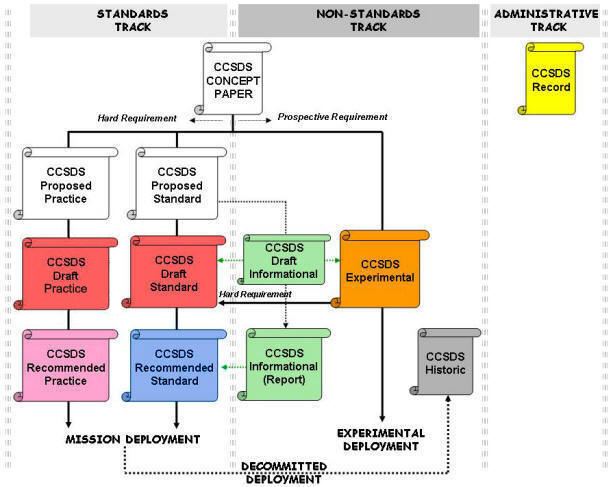 STANDARDS
TRACK
NON-STANDARDS
TRACK
ADMINISTRATIVE
TRACK
CCSDS
CONCEPT
PAPER
CCSDS
Record
Hard Requirement
Prospective Requirement
CCSDS
Proposed
Practice
CCSDS
Proposed
Standard
CCSDS
Draft
Practice
CCSDS
Draft
Standard
CCSDS
Draft
Informational
CCSDS
Experimental
Hard Requirement
CCSDS
Recommended
Practice
CCSDS
Recommended
Standard
CCSDS
Informational
(Report)
CCSDS
Historic
MISSION DEPLOYMENT
EXPERIMENTAL
DEPLOYMENT
DECOMMITTED
DEPLOYMENT